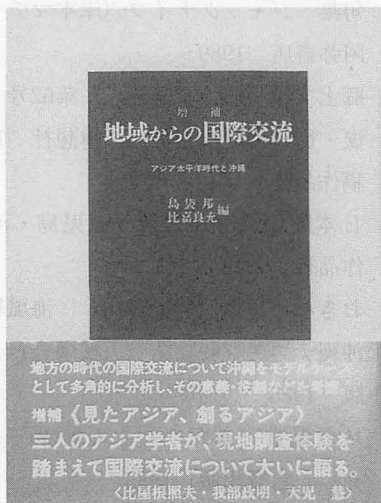 増補
地域からの国際交流
アジア太平洋時代と沖縄
島袋邦
比嘉良充 編
地方の時代の国際交流について沖縄をモデルケース
として多角的に分析し、その意義・役割などを考
増補《見たアジア、創るアジア》
三人のアジア学者が、現地調査体験を
踏まえて国際交流について大いに語る。
〈比屋根照夫・我部政明・天児 慧〉